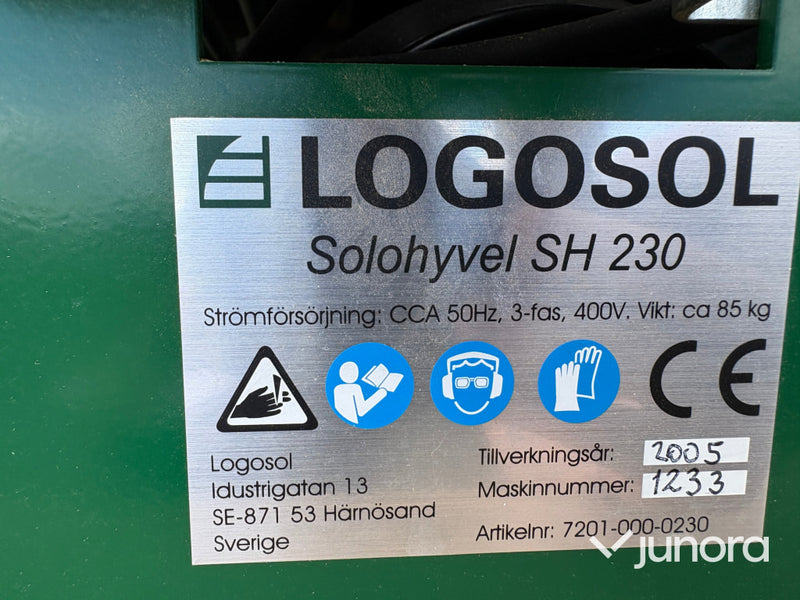 LOGOSOL
Solohyvel SH 230
Strömförsörjning: CCA 50Hz, 3-fas, 400V. Vikt: ca 85 kg
CE
Logosol
Idustrigatan 13
SE-871 53 Härnösand
Sverige
Tillverkningsår: 2005
Maskinnummer: 1233
Artikelnr: 7201-000-0230
junora